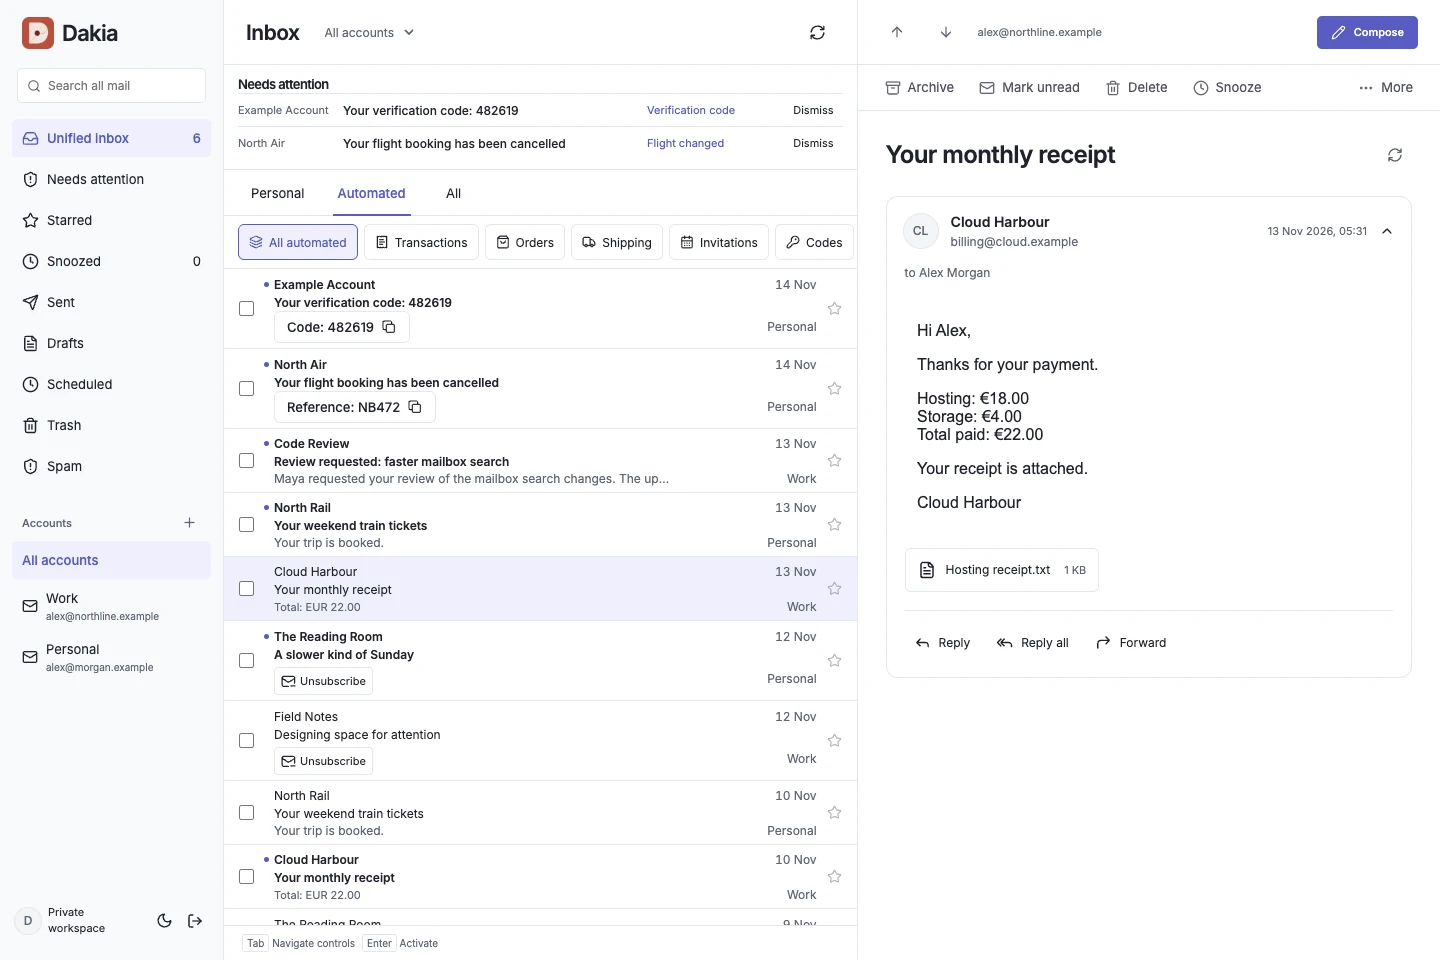 Dakia
Search all mail
Unified inbox 6
Needs attention
Starred
Snoozed 0
Sent
Drafts
Scheduled
Trash
Spam
Accounts
All accounts
Work
alex@northline.example
Personal
alex@morgan.example
D
Private
workspace
Inbox All accounts
Needs attention
Example Account Your verification code: 482619 Verification code Dismiss
North Air Your flight booking has been cancelled Flight changed Dismiss
Personal Automated All
All automated Transactions Orders Shipping Invitations Codes
Example Account 14 Nov
Your verification code: 482619
Code: 482619 Personal
North Air 14 Nov
Your flight booking has been cancelled
Reference: NB472 Personal
Code Review 13 Nov
Review requested: faster mailbox search
Maya requested your review of the mailbox search changes. The up... Work
North Rail 13 Nov
Your weekend train tickets
Your trip is booked. Personal
Cloud Harbour 13 Nov
Your monthly receipt
Total: EUR 22.00 Work
The Reading Room 12 Nov
A slower kind of Sunday
Unsubscribe Personal
Field Notes 12 Nov
Designing space for attention
Unsubscribe Work
North Rail 10 Nov
Your weekend train tickets
Your trip is booked. Personal
Cloud Harbour 10 Nov
Your monthly receipt
Total: EUR 22.00 Work
The Reading Room 9 Nov
Tab Navigate controls Enter Activate
alex@northline.example Compose
Archive Mark unread Delete Snooze ... More
Your monthly receipt
CL
Cloud Harbour
billing@cloud.example
13 Nov 2026, 05:31
to Alex Morgan
Hi Alex,
Thanks for your payment.
Hosting: €18.00
Storage: €4.00
Total paid: €22.00
Your receipt is attached.
Cloud Harbour
Hosting receipt.txt 1 KB
Reply Reply all Forward